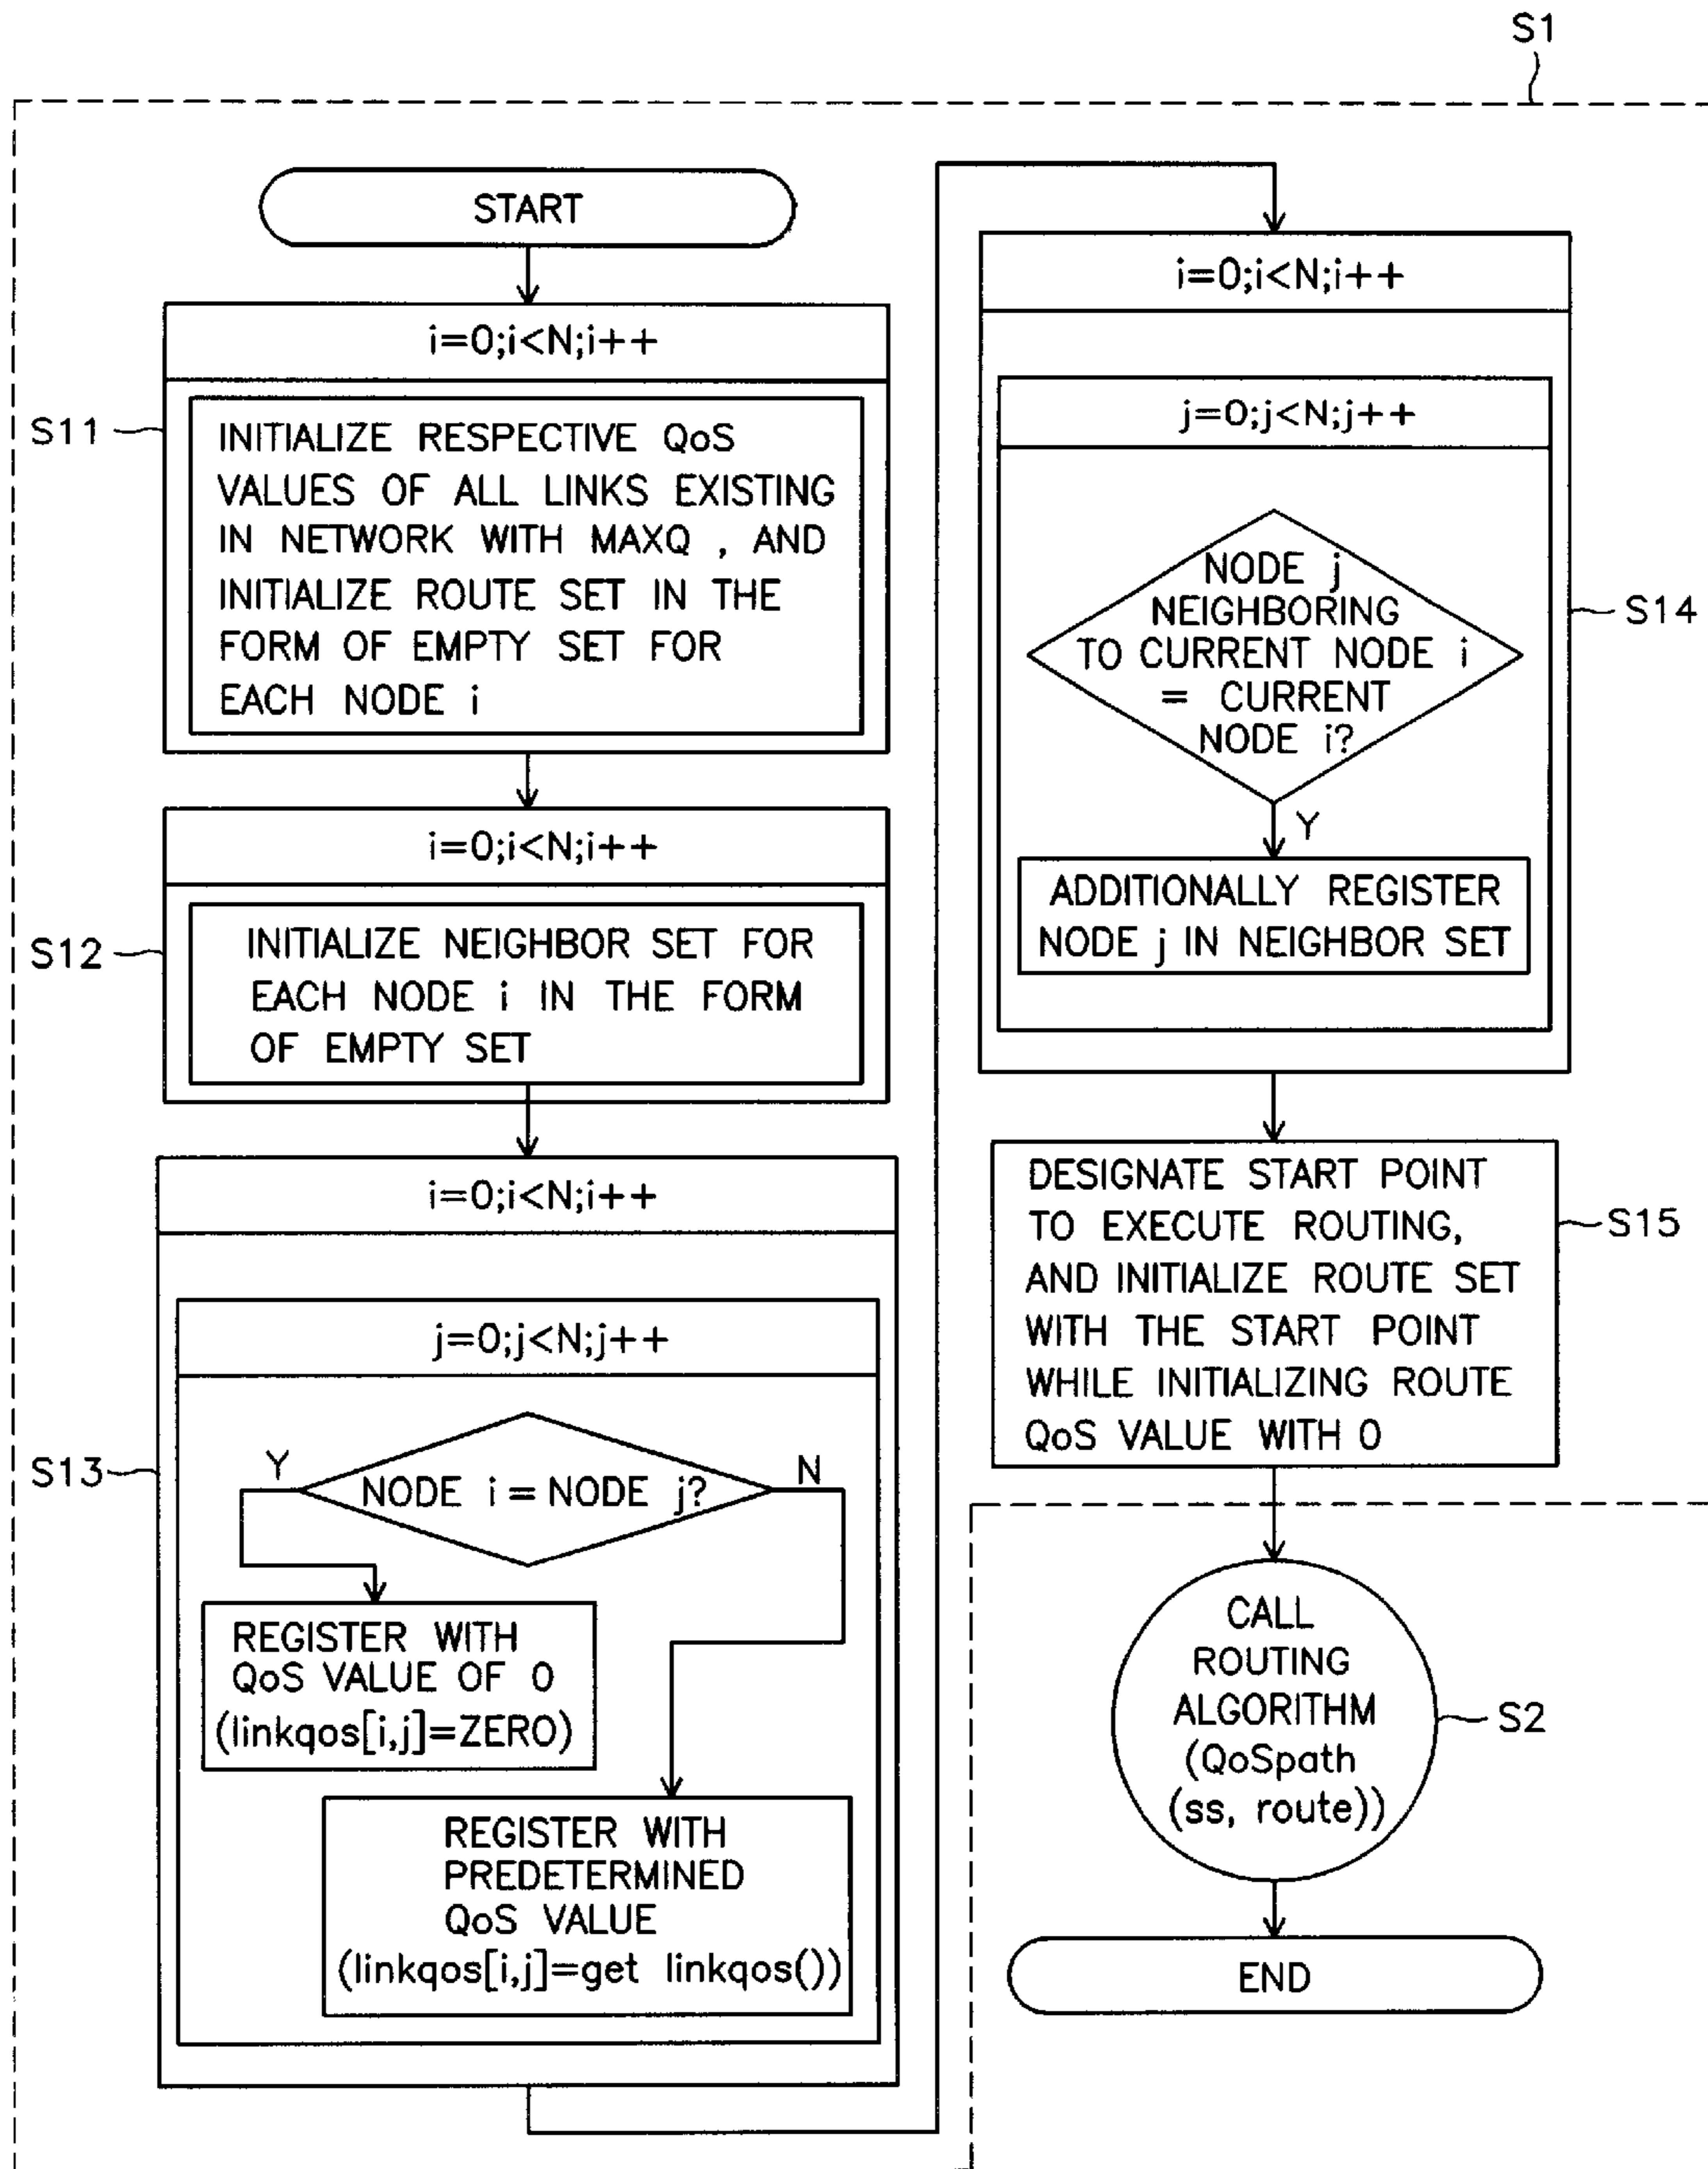 S1
START
i=0;i<N;i++
S11
INITIALIZE RESPECTIVE QoS
VALUES OF ALL LINKS EXISTING
IN NETWORK WITH MAXQ , AND
INITIALIZE ROUTE SET IN THE
FORM OF EMPTY SET FOR
EACH NODE i
i=0;i<N;i++
S12
INITIALIZE NEIGHBOR SET FOR
EACH NODE i IN THE FORM
OF EMPTY SET
i=0;i<N;i++
j=0;j<N;j++
S13
Y
NODE i = NODE j?
N
REGISTER WITH
QoS VALUE OF 0
(linkqos[i,j]=ZERO)
REGISTER WITH
PREDETERMINED
QoS VALUE
(linkqos[i,j]=get linkqos())
i=0;i<N;i++
j=0;j<N;j++
NODE j
NEIGHBORING
TO CURRENT NODE i
= CURRENT
NODE i?
S14
Y
ADDITIONALLY REGISTER
NODE j IN NEIGHBOR SET
DESIGNATE START POINT
TO EXECUTE ROUTING,
AND INITIALIZE ROUTE SET
WITH THE START POINT
WHILE INITIALIZING ROUTE
QoS VALUE WITH 0
S15
CALL
ROUTING
ALGORITHM
(QoSpath
(ss, route))
S2
END